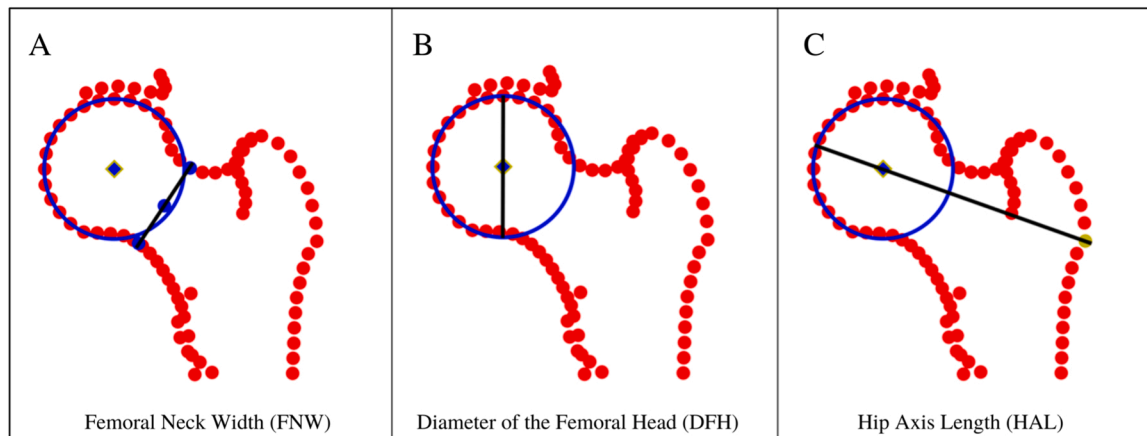 A
B
C
Femoral Neck Width (FNW)
Diameter of the Femoral Head (DFH)
Hip Axis Length (HAL)